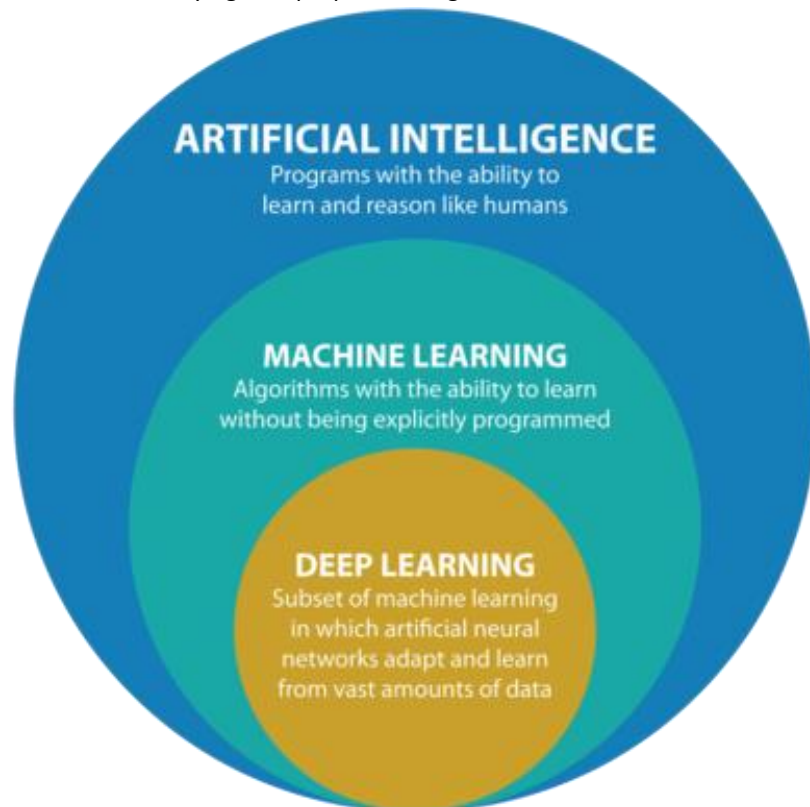 ARTIFICIAL INTELLIGENCE
Programs with the ability to
learn and reason like humans
MACHINE LEARNING
Algorithms with the ability to learn
without being explicitly programmed
DEEP LEARNING
Subset of machine learning
in which artificial neural
networks adapt and learn
from vast amounts of data